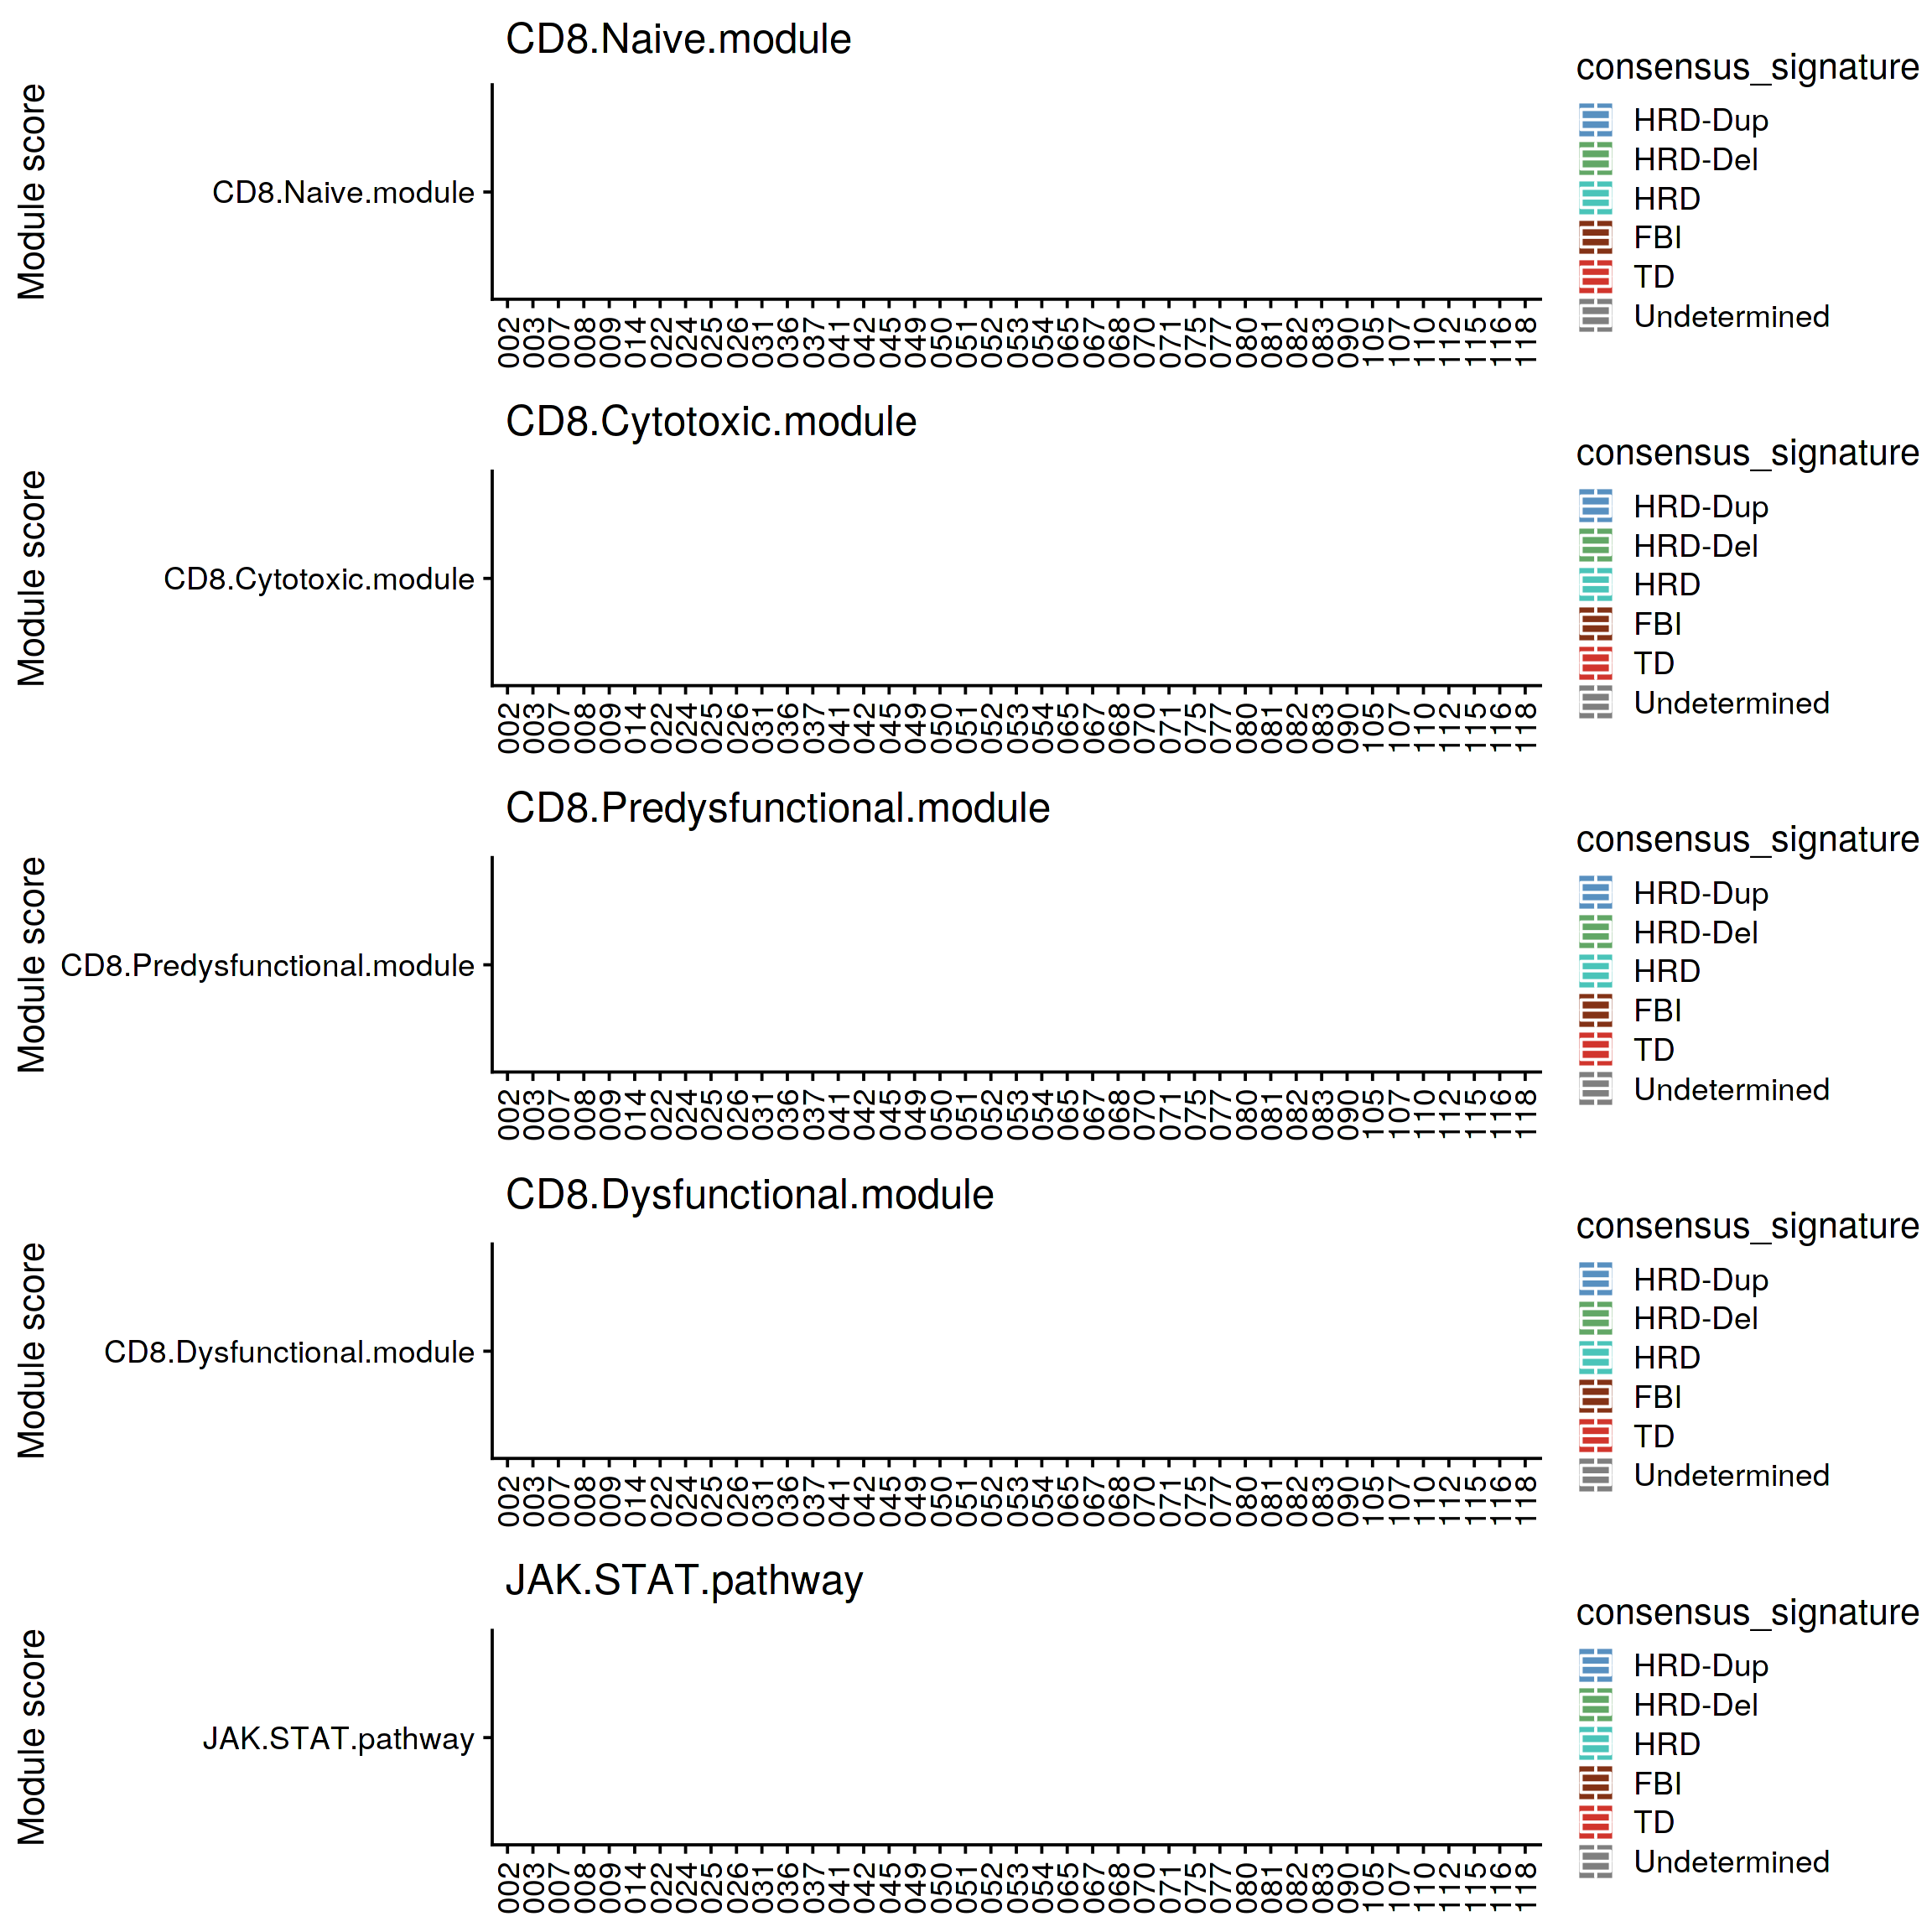 CD8.Naive.module
Module score
CD8.Naive.module
002 003 007 008 009 014 022 024 025 026 031 036 037 041 042 045 049 050 051 052 053 054 065 067 068 070 071 075 077 080 081 082 083 090 105 107 110 112 115 116 118
consensus_signature
HRD-Dup
HRD-Del
HRD
FBI
TD
Undetermined
CD8.Cytotoxic.module
Module score
CD8.Cytotoxic.module
002 003 007 008 009 014 022 024 025 026 031 036 037 041 042 045 049 050 051 052 053 054 065 067 068 070 071 075 077 080 081 082 083 090 105 107 110 112 115 116 118
consensus_signature
HRD-Dup
HRD-Del
HRD
FBI
TD
Undetermined
CD8.Predysfunctional.module
Module score
CD8.Predysfunctional.module
002 003 007 008 009 014 022 024 025 026 031 036 037 041 042 045 049 050 051 052 053 054 065 067 068 070 071 075 077 080 081 082 083 090 105 107 110 112 115 116 118
consensus_signature
HRD-Dup
HRD-Del
HRD
FBI
TD
Undetermined
CD8.Dysfunctional.module
Module score
CD8.Dysfunctional.module
002 003 007 008 009 014 022 024 025 026 031 036 037 041 042 045 049 050 051 052 053 054 065 067 068 070 071 075 077 080 081 082 083 090 105 107 110 112 115 116 118
consensus_signature
HRD-Dup
HRD-Del
HRD
FBI
TD
Undetermined
JAK.STAT.pathway
Module score
JAK.STAT.pathway
002 003 007 008 009 014 022 024 025 026 031 036 037 041 042 045 049 050 051 052 053 054 065 067 068 070 071 075 077 080 081 082 083 090 105 107 110 112 115 116 118
consensus_signature
HRD-Dup
HRD-Del
HRD
FBI
TD
Undetermined